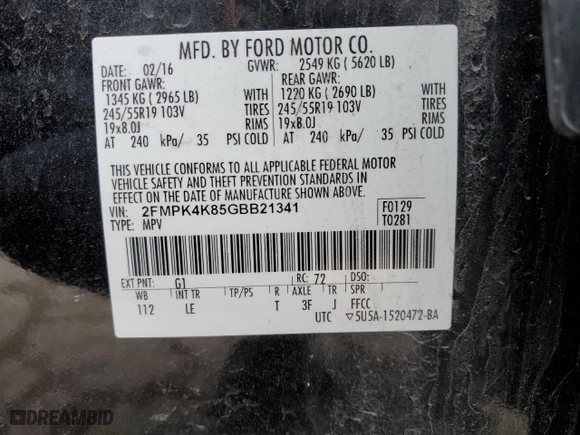 MFD. BY FORD MOTOR CO.
DATE: 02/16 GVWR: 2549 KG ( 5620 LB)
FRONT GAWR: REAR GAWR:
1345 KG ( 2965 LB) WITH 1220 KG ( 2690 LB) WITH
245/55R19 103V TIRES 245/55R19 103V TIRES
19x8.0J RIMS 19x8.0J RIMS
AT 240 kPa/ 35 PSI COLD AT 240 kPa/ 35 PSI COLD
THIS VEHICLE CONFORMS TO ALL APPLICABLE FEDERAL MOTOR
VEHICLE SAFETY AND THEFT PREVENTION STANDARDS IN
EFFECT ON THE DATE OF MANUFACTURE SHOWN ABOVE.
VIN: 2FMPK4K85GBB21341 F0129
TYPE: MPV T0281
EXT PNT: G1 RC: 72 DSO:
WB INT TR TP/PS R AXLE TR SPR
112 LE T 3F J FFCC
UTC ▽5U5A-1520472-BA
DREAMBID